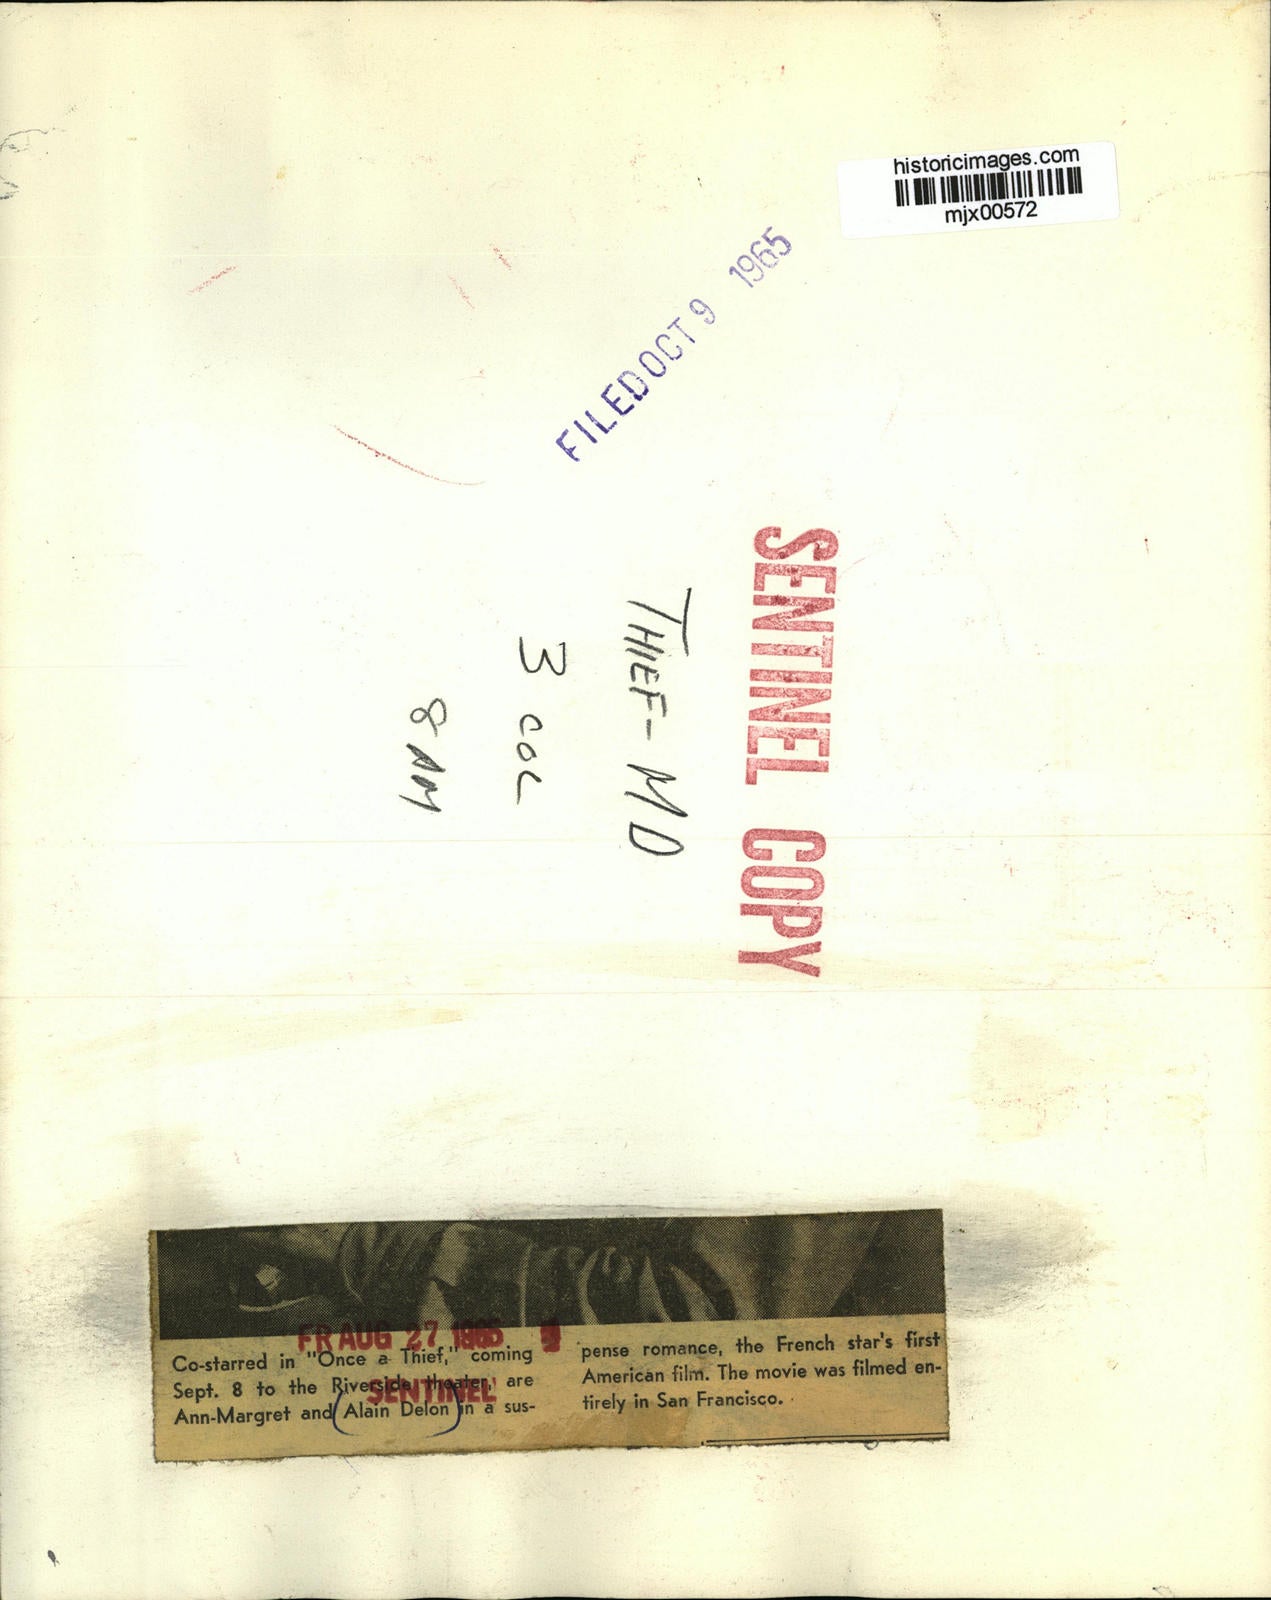 historicimages.com
mjx00572
FILED OCT 9 1965
SENTINEL COPY
THIEF-MD
3 COL
FR AUG 27 1965
SENTINEL
Co-starred in "Once a Thief," coming
Sept. 8 to the Riverside theater, are
Ann-Margret and Alain Delon in a sus-
pense romance, the French star's first
American film. The movie was filmed en-
tirely in San Francisco.